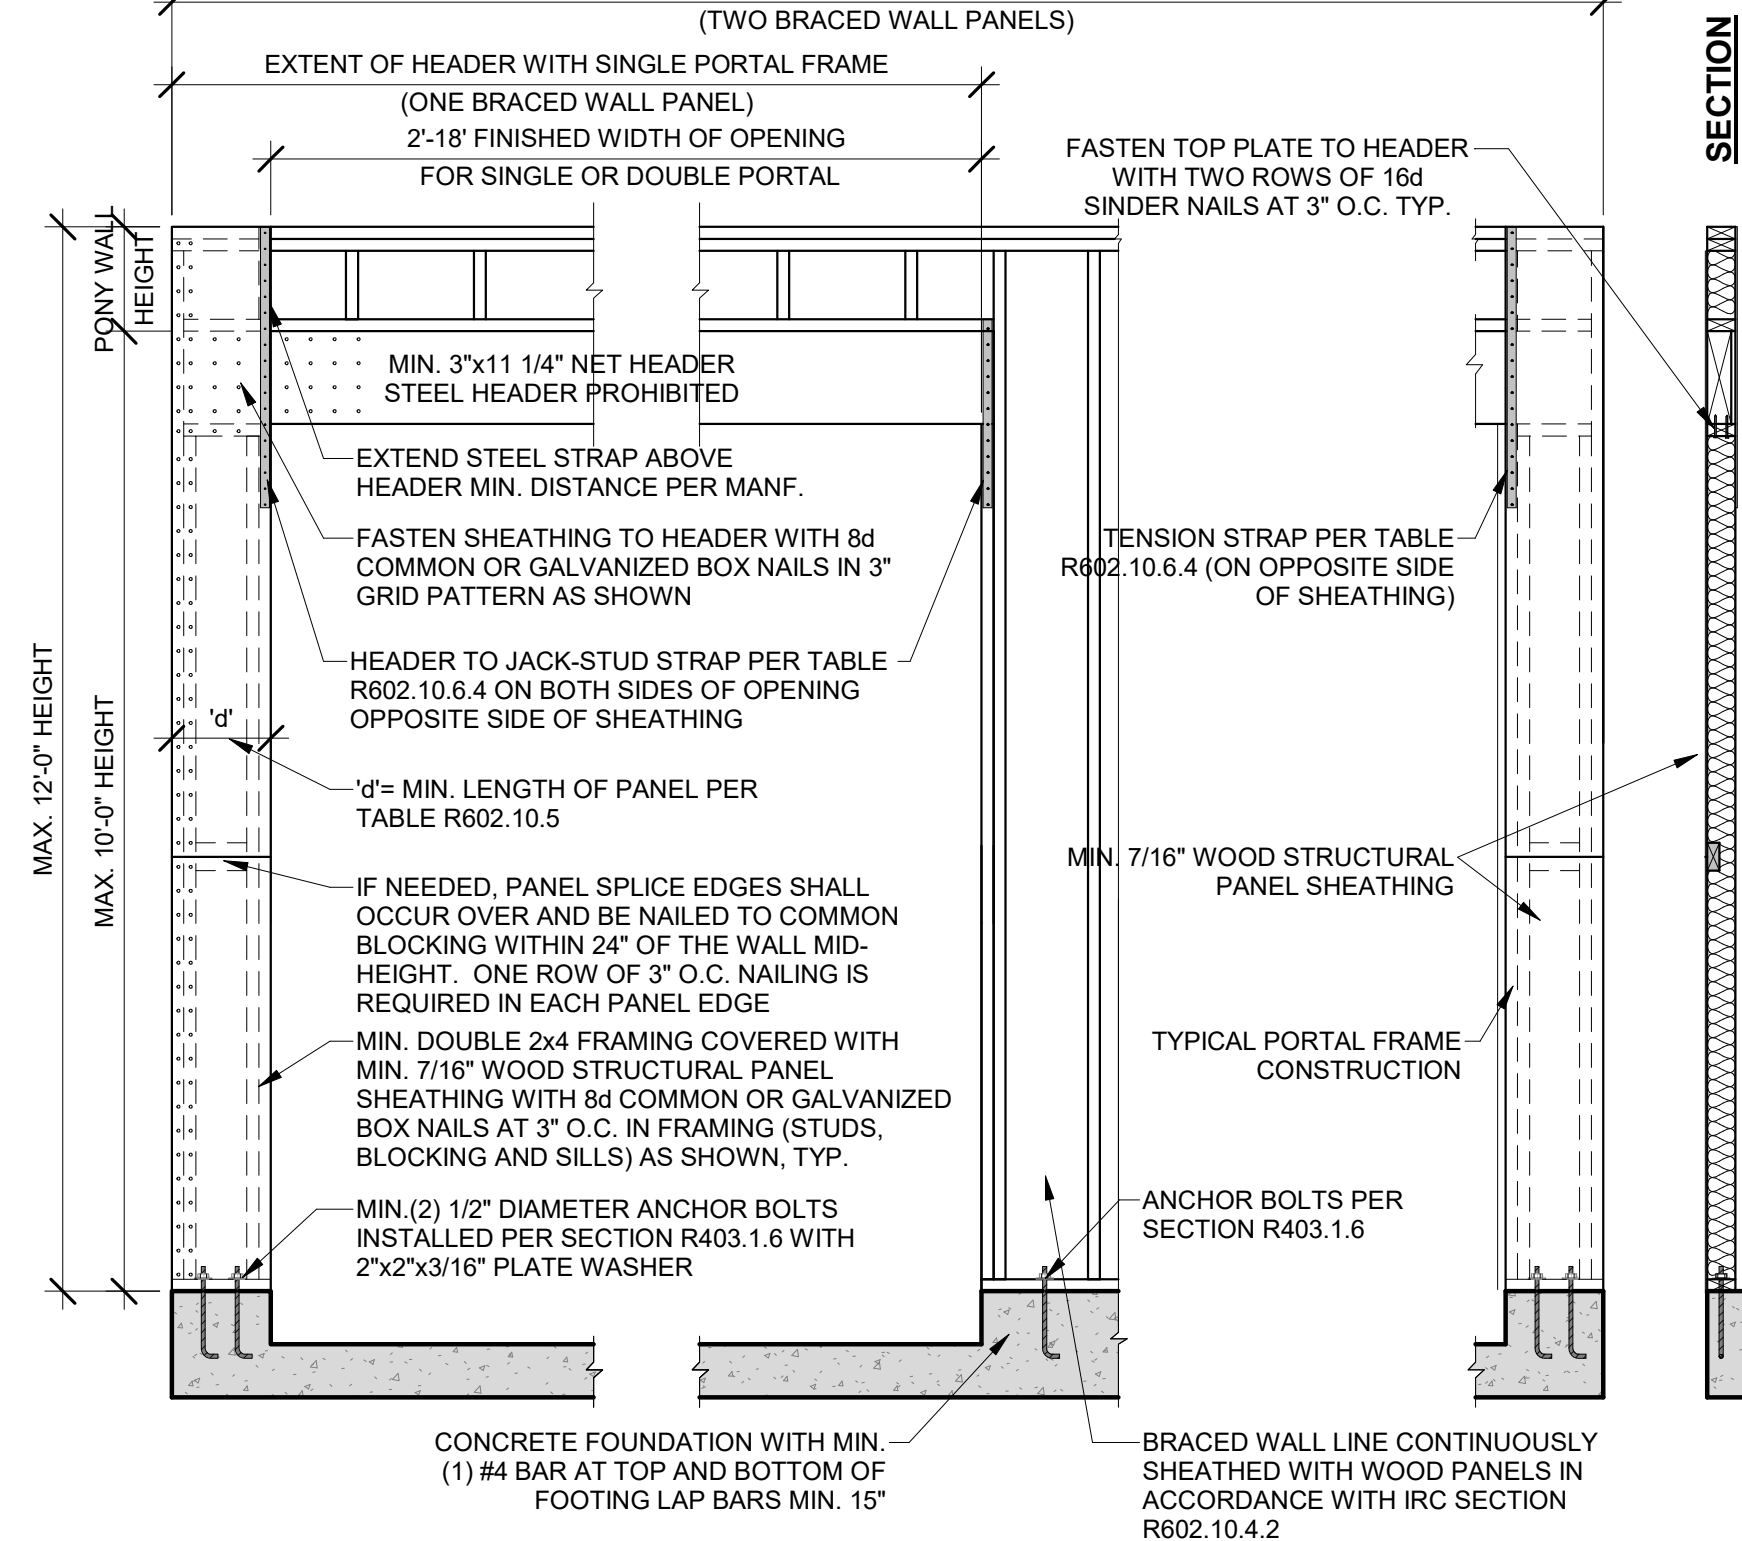 (TWO BRACED WALL PANELS)
EXTENT OF HEADER WITH SINGLE PORTAL FRAME
(ONE BRACED WALL PANEL)
2'-18' FINISHED WIDTH OF OPENING
FOR SINGLE OR DOUBLE PORTAL
FASTEN TOP PLATE TO HEADER
WITH TWO ROWS OF 16d
SINDER NAILS AT 3" O.C. TYP.
SECTION
PONY WALL
HEIGHT
MIN. 3"x11 1/4" NET HEADER
STEEL HEADER PROHIBITED
EXTEND STEEL STRAP ABOVE
HEADER MIN. DISTANCE PER MANF.
FASTEN SHEATHING TO HEADER WITH 8d
COMMON OR GALVANIZED BOX NAILS IN 3"
GRID PATTERN AS SHOWN
TENSION STRAP PER TABLE
R602.10.6.4 (ON OPPOSITE SIDE
OF SHEATHING)
HEADER TO JACK-STUD STRAP PER TABLE
R602.10.6.4 ON BOTH SIDES OF OPENING
OPPOSITE SIDE OF SHEATHING
MAX. 12'-0" HEIGHT
MAX. 10'-0" HEIGHT
'd'
'd'= MIN. LENGTH OF PANEL PER
TABLE R602.10.5
MIN. 7/16" WOOD STRUCTURAL
PANEL SHEATHING
IF NEEDED, PANEL SPLICE EDGES SHALL
OCCUR OVER AND BE NAILED TO COMMON
BLOCKING WITHIN 24" OF THE WALL MID-
HEIGHT. ONE ROW OF 3" O.C. NAILING IS
REQUIRED IN EACH PANEL EDGE
MIN. DOUBLE 2x4 FRAMING COVERED WITH
MIN. 7/16" WOOD STRUCTURAL PANEL
SHEATHING WITH 8d COMMON OR GALVANIZED
BOX NAILS AT 3" O.C. IN FRAMING (STUDS,
BLOCKING AND SILLS) AS SHOWN, TYP.
TYPICAL PORTAL FRAME
CONSTRUCTION
MIN.(2) 1/2" DIAMETER ANCHOR BOLTS
INSTALLED PER SECTION R403.1.6 WITH
2"x2"x3/16" PLATE WASHER
ANCHOR BOLTS PER
SECTION R403.1.6
CONCRETE FOUNDATION WITH MIN.
(1) #4 BAR AT TOP AND BOTTOM OF
FOOTING LAP BARS MIN. 15"
BRACED WALL LINE CONTINUOUSLY
SHEATHED WITH WOOD PANELS IN
ACCORDANCE WITH IRC SECTION
R602.10.4.2